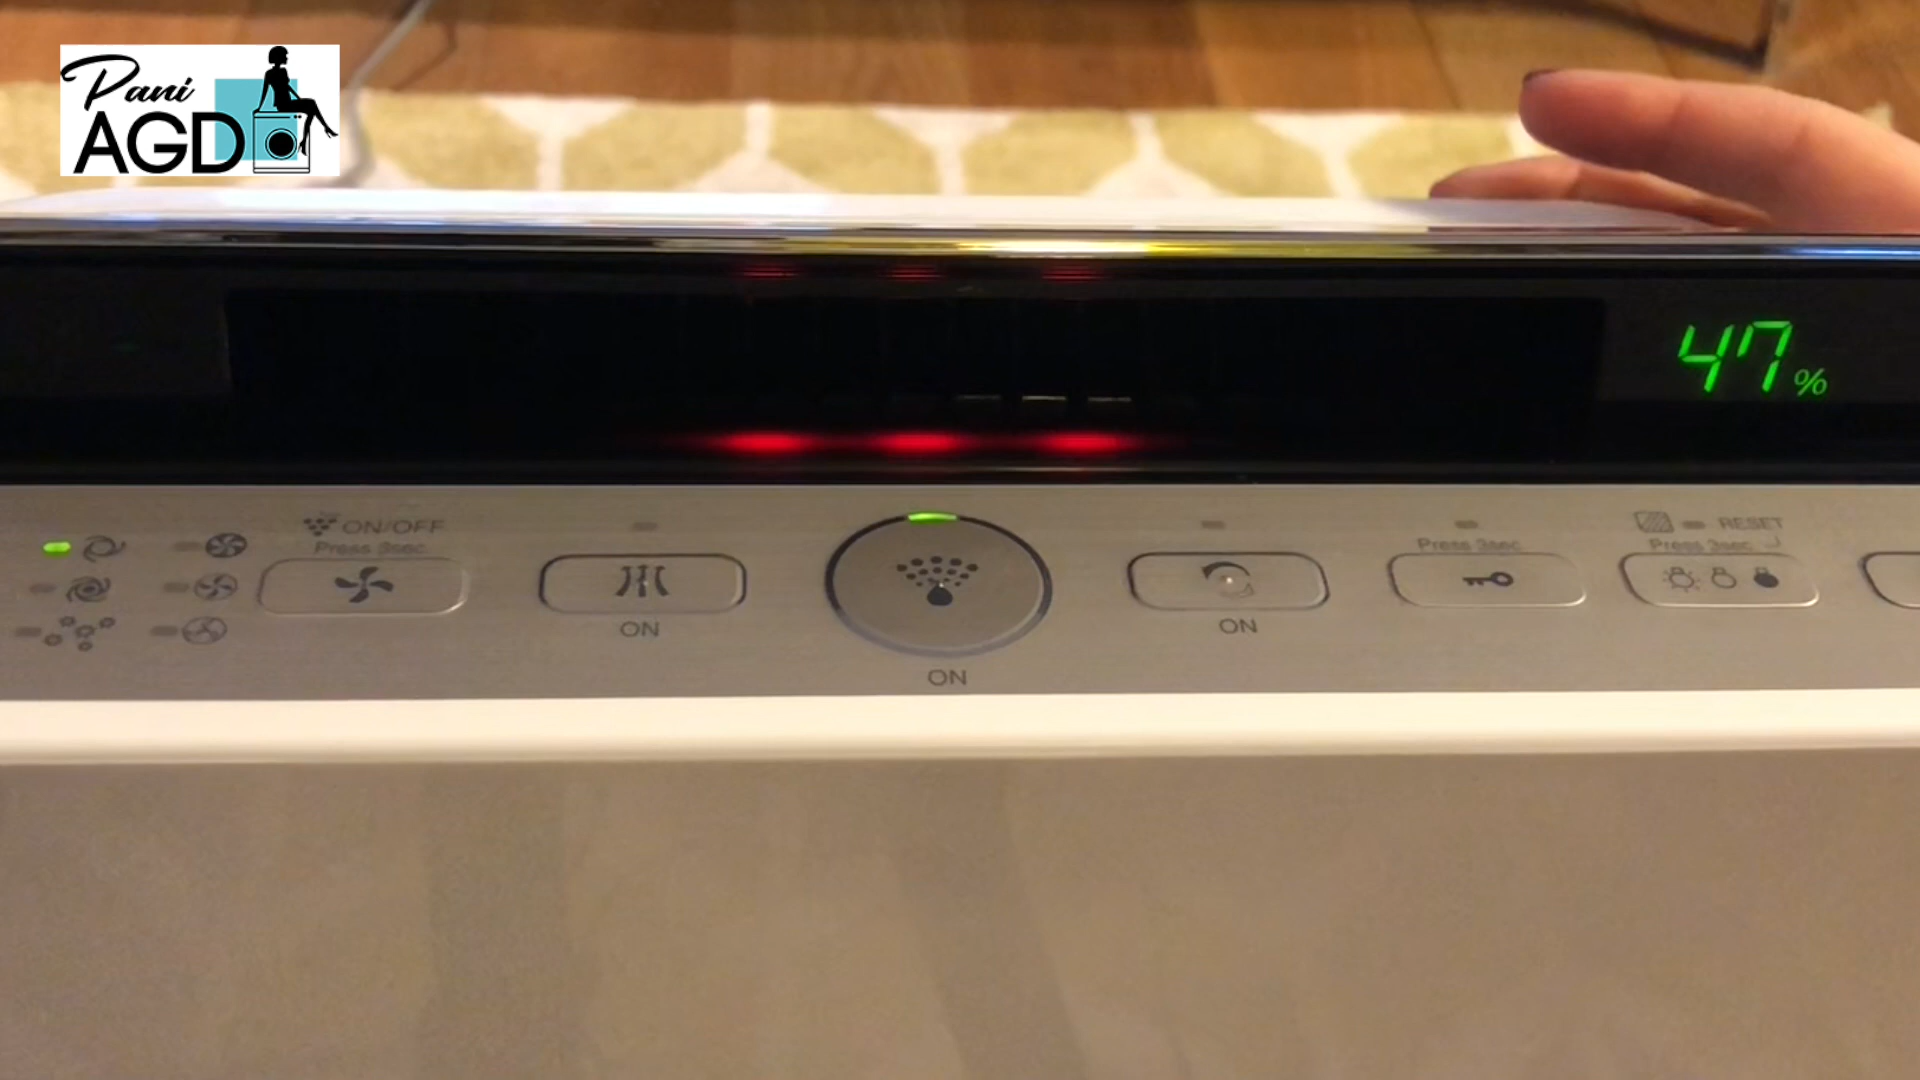 Pani
AGD
47%
ON/OFF
Press 3sec
ON
ON
ON
Press 3sec
RESET
Press 3sec